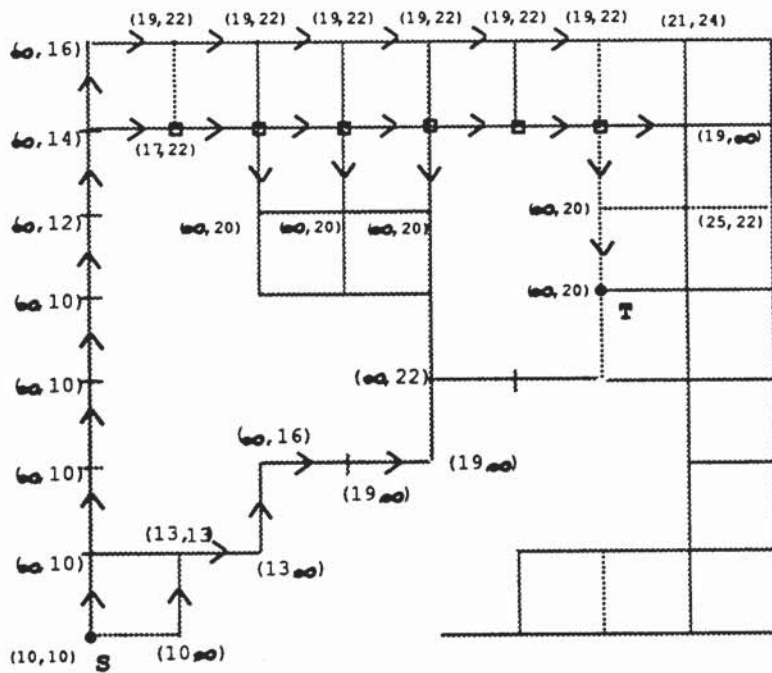 (19,22) (19,22) (19,22) (19,22) (19,22) (19,22) (21,24)
(∞,16)
(∞,14) (17,22) (19,∞)
(∞,12) (∞,20) (∞,20) (∞,20) (∞,20) (25,22)
(∞,10) (∞,20) T
(∞,10) (∞,22)
(∞,16)
(∞,10) (19,∞) (19,∞)
(13,13)
(∞,10) (13∞)
(10,10) S (10∞)